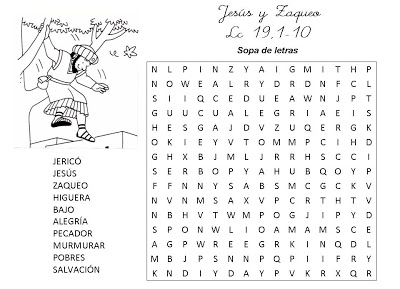 Jesús y Zaqueo
Lc 19,1-10
Sopa de letras
N L P I N Z Y A I G M I T H P
N O W E A L R Y D R D N F C L
S I I Q C E D U E A W N J P T
G U U C U A L E G R I A E I S
H E S G A J D V Z U Q E R G K
O K I E Y V T O M M P C I H D
G H X B J M L J R R H S C C I
S E R B O P Y A H U B Q O Y P
F F N N Y S A B S M C G C K V
N V N M S A X V P C R T H T V
N B H V T W M P O G J I P Y D
S P O N W L I O A M A M S C E
A G P W R E E G R K I N Q D L
M B J P S N N P Q P I I F R Y
K N D I Y D A Y P V K R X Q R
JERICÓ
JESÚS
ZAQUEO
HIGUERA
BAJO
ALEGRÍA
PECADOR
MURMURAR
POBRES
SALVACIÓN